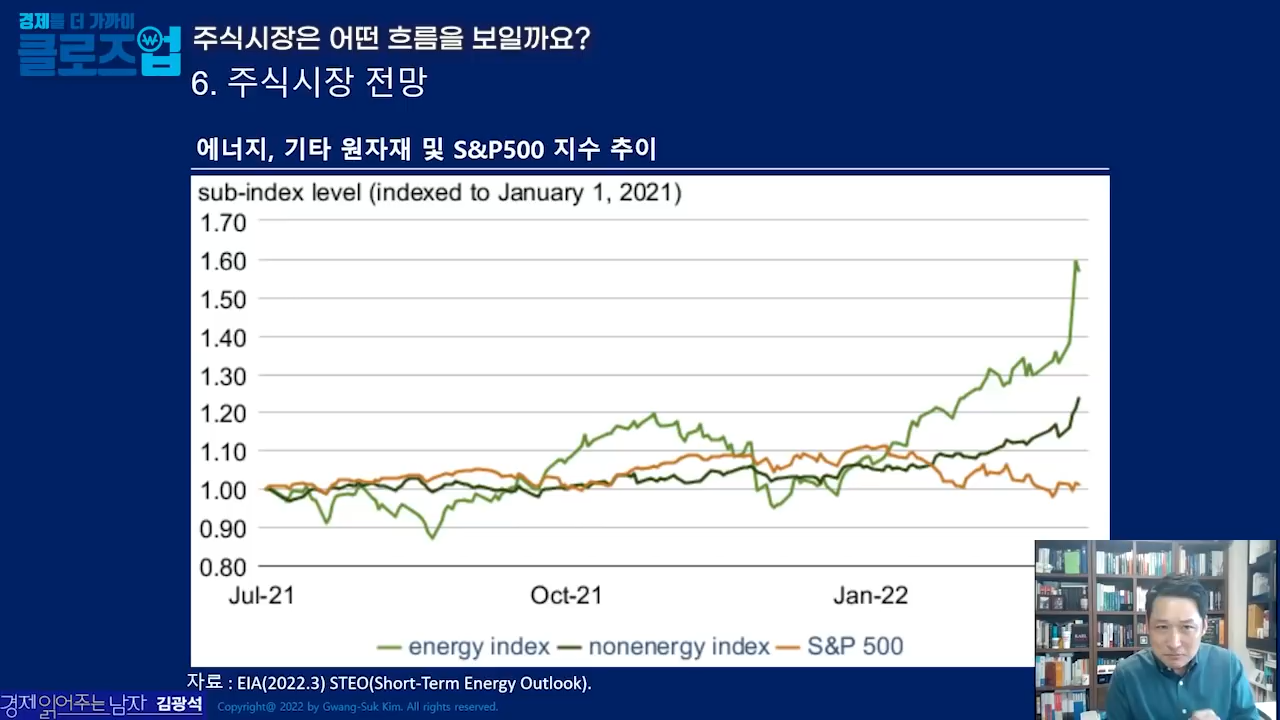 경제를 더 가까이
클로즈업
주식시장은 어떤 흐름을 보일까요?
6. 주식시장 전망
에너지, 기타 원자재 및 S&P500 지수 추이
sub-index level (indexed to January 1, 2021)
1.70
1.60
1.50
1.40
1.30
1.20
1.10
1.00
0.90
0.80
Jul-21 Oct-21 Jan-22
energy index nonenergy index S&P 500
자료 : EIA(2022.3) STEO(Short-Term Energy Outlook).
경제읽어주는남자 김광석
Copyright@ 2022 by Gwang-Suk Kim. All rights reserved.